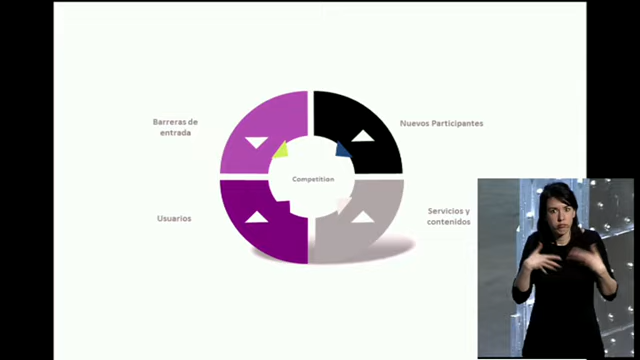 Barreras de
entrada
Nuevos Participantes
Competition
Usuarios
Servicios y
contenidos